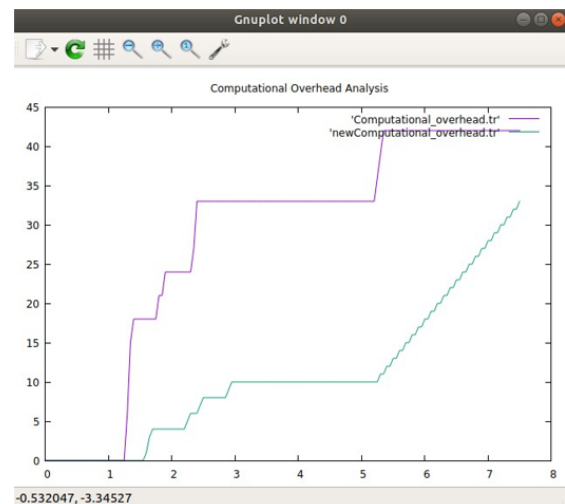 Gnuplot window 0
Computational Overhead Analysis
'Computational_overhead.tr'
'newComputational_overhead.tr'
45
40
35
30
25
20
15
10
5
0
0 1 2 3 4 5 6 7 8
-0.532047, -3.34527